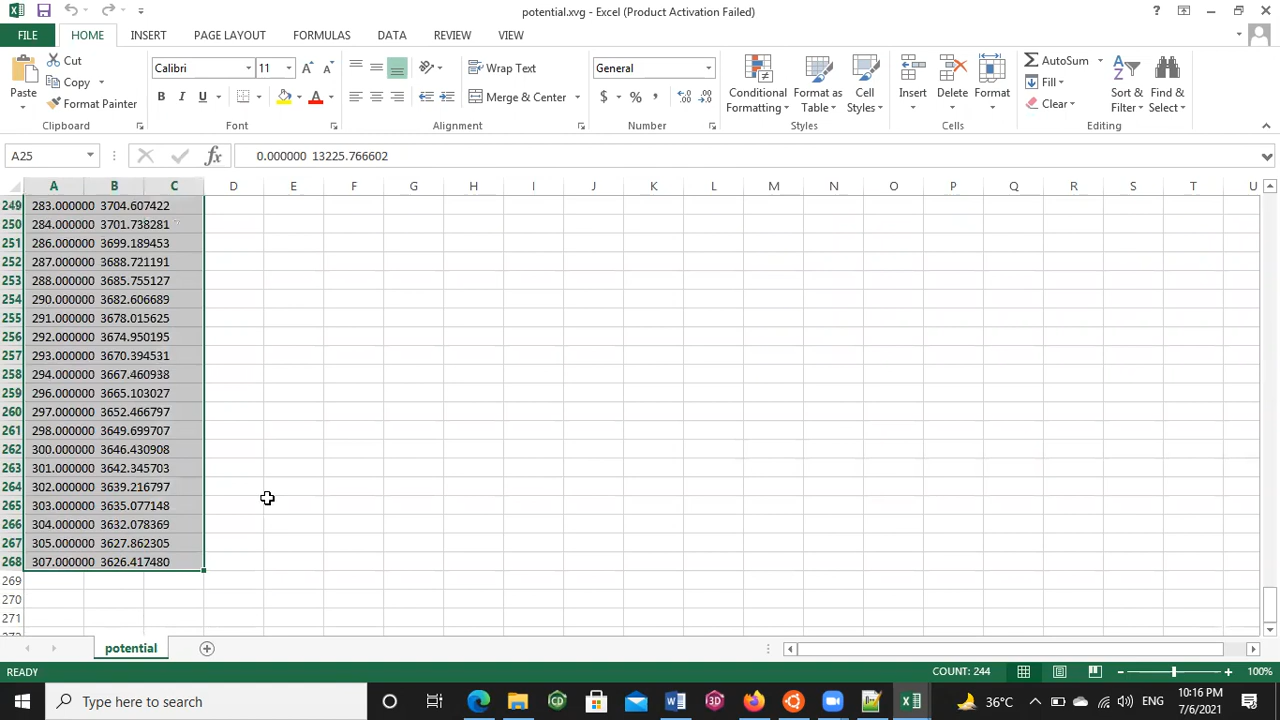 potential.xvg - Excel (Product Activation Failed)
FILE HOME INSERT PAGE LAYOUT FORMULAS DATA REVIEW VIEW
Paste
Cut
Copy
Format Painter
Clipboard
Calibri 11
B I U
Font
Wrap Text
Merge & Center
Alignment
General
$ % ,
Number
Conditional Formatting
Format as Table
Cell Styles
Styles
Insert Delete Format
Cells
AutoSum
Fill
Clear
Sort & Filter
Find & Select
Editing
A25 fx 0.000000 13225.766602
A B C D E F G H I J K L M N O P Q R S T U
249 283.000000 3704.607422
250 284.000000 3701.738281
251 286.000000 3699.189453
252 287.000000 3688.721191
253 288.000000 3685.755127
254 290.000000 3682.606689
255 291.000000 3678.015625
256 292.000000 3674.950195
257 293.000000 3670.394531
258 294.000000 3667.460938
259 296.000000 3665.103027
260 297.000000 3652.466797
261 298.000000 3649.699707
262 300.000000 3646.430908
263 301.000000 3642.345703
264 302.000000 3639.216797
265 303.000000 3635.077148
266 304.000000 3632.078369
267 305.000000 3627.862305
268 307.000000 3626.417480
269
270
271
potential
READY COUNT: 244 100%
Type here to search
36°C ENG
10:16 PM
7/6/2021